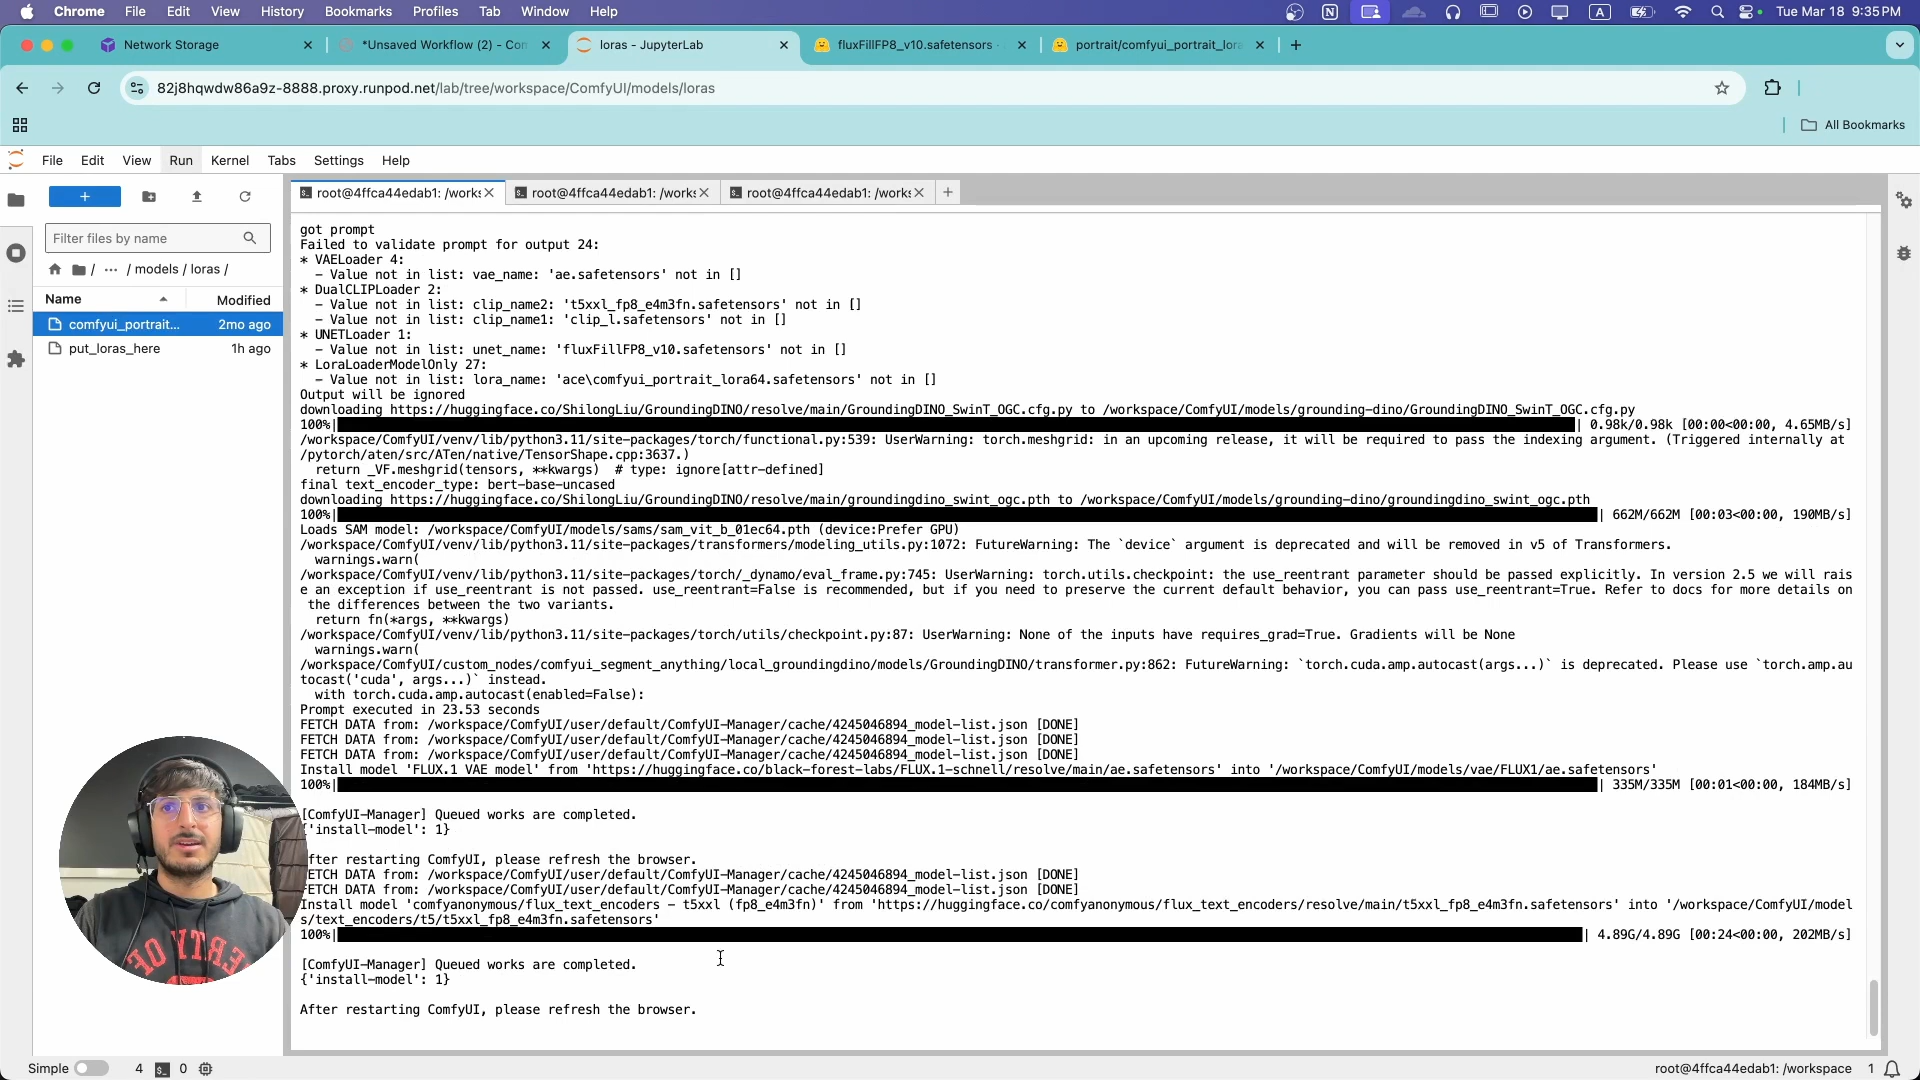 Chrome File Edit View History Bookmarks Profiles Tab Window Help Tue Mar 18 9:35 PM
Network Storage
*Unsaved Workflow (2) - Com
loras - JupyterLab
fluxFillFP8_v10.safetensors
portrait/comfyui_portrait_lora
82j8hqwdw86a9z-8888.proxy.runpod.net/lab/tree/workspace/ComfyUI/models/loras
All Bookmarks
File Edit View Run Kernel Tabs Settings Help
root@4ffca44edab1: /works
root@4ffca44edab1: /works
root@4ffca44edab1: /works
Filter files by name
/ ··· / models / loras /
Name Modified
comfyui_portrait... 2mo ago
put_loras_here 1h ago
got prompt
Failed to validate prompt for output 24:
* VAELoader 4:
- Value not in list: vae_name: 'ae.safetensors' not in []
* DualCLIPLoader 2:
- Value not in list: clip_name2: 't5xxl_fp8_e4m3fn.safetensors' not in []
- Value not in list: clip_name1: 'clip_l.safetensors' not in []
* UNETLoader 1:
- Value not in list: unet_name: 'fluxFillFP8_v10.safetensors' not in []
* LoraLoaderModelOnly 27:
- Value not in list: lora_name: 'ace\comfyui_portrait_lora64.safetensors' not in []
Output will be ignored
downloading https://huggingface.co/ShilongLiu/GroundingDINO/resolve/main/GroundingDINO_SwinT_OGC.cfg.py to /workspace/ComfyUI/models/grounding-dino/GroundingDINO_SwinT_OGC.cfg.py
100%| | 0.98k/0.98k [00:00<00:00, 4.65MB/s]
/workspace/ComfyUI/venv/lib/python3.11/site-packages/torch/functional.py:539: UserWarning: torch.meshgrid: in an upcoming release, it will be required to pass the indexing argument. (Triggered internally at
/pytorch/aten/src/ATen/native/TensorShape.cpp:3637.)
return _VF.meshgrid(tensors, **kwargs)  # type: ignore[attr-defined]
final text_encoder_type: bert-base-uncased
downloading https://huggingface.co/ShilongLiu/GroundingDINO/resolve/main/groundingdino_swint_ogc.pth to /workspace/ComfyUI/models/grounding-dino/groundingdino_swint_ogc.pth
100%| | 662M/662M [00:03<00:00, 190MB/s]
Loads SAM model: /workspace/ComfyUI/models/sams/sam_vit_b_01ec64.pth (device:Prefer GPU)
/workspace/ComfyUI/venv/lib/python3.11/site-packages/transformers/modeling_utils.py:1072: FutureWarning: The `device` argument is deprecated and will be removed in v5 of Transformers.
warnings.warn(
/workspace/ComfyUI/venv/lib/python3.11/site-packages/torch/_dynamo/eval_frame.py:745: UserWarning: torch.utils.checkpoint: the use_reentrant parameter should be passed explicitly. In version 2.5 we will rais
e an exception if use_reentrant is not passed. use_reentrant=False is recommended, but if you need to preserve the current default behavior, you can pass use_reentrant=True. Refer to docs for more details on
the differences between the two variants.
return fn(*args, **kwargs)
/workspace/ComfyUI/venv/lib/python3.11/site-packages/torch/utils/checkpoint.py:87: UserWarning: None of the inputs have requires_grad=True. Gradients will be None
warnings.warn(
/workspace/ComfyUI/custom_nodes/comfyui_segment_anything/local_groundingdino/models/GroundingDINO/transformer.py:862: FutureWarning: `torch.cuda.amp.autocast(args...)` is deprecated. Please use `torch.amp.au
tocast('cuda', args...)` instead.
with torch.cuda.amp.autocast(enabled=False):
Prompt executed in 23.53 seconds
FETCH DATA from: /workspace/ComfyUI/user/default/ComfyUI-Manager/cache/4245046894_model-list.json [DONE]
FETCH DATA from: /workspace/ComfyUI/user/default/ComfyUI-Manager/cache/4245046894_model-list.json [DONE]
FETCH DATA from: /workspace/ComfyUI/user/default/ComfyUI-Manager/cache/4245046894_model-list.json [DONE]
Install model 'FLUX.1 VAE model' from 'https://huggingface.co/black-forest-labs/FLUX.1-schnell/resolve/main/ae.safetensors' into '/workspace/ComfyUI/models/vae/FLUX1/ae.safetensors'
100%| | 335M/335M [00:01<00:00, 184MB/s]
[ComfyUI-Manager] Queued works are completed.
{'install-model': 1}
fter restarting ComfyUI, please refresh the browser.
FETCH DATA from: /workspace/ComfyUI/user/default/ComfyUI-Manager/cache/4245046894_model-list.json [DONE]
FETCH DATA from: /workspace/ComfyUI/user/default/ComfyUI-Manager/cache/4245046894_model-list.json [DONE]
Install model 'comfyanonymous/flux_text_encoders - t5xxl (fp8_e4m3fn)' from 'https://huggingface.co/comfyanonymous/flux_text_encoders/resolve/main/t5xxl_fp8_e4m3fn.safetensors' into '/workspace/ComfyUI/model
s/text_encoders/t5/t5xxl_fp8_e4m3fn.safetensors'
100%| | 4.89G/4.89G [00:24<00:00, 202MB/s]
[ComfyUI-Manager] Queued works are completed.
{'install-model': 1}
After restarting ComfyUI, please refresh the browser.
Simple 4 0 root@4ffca44edab1: /workspace 1